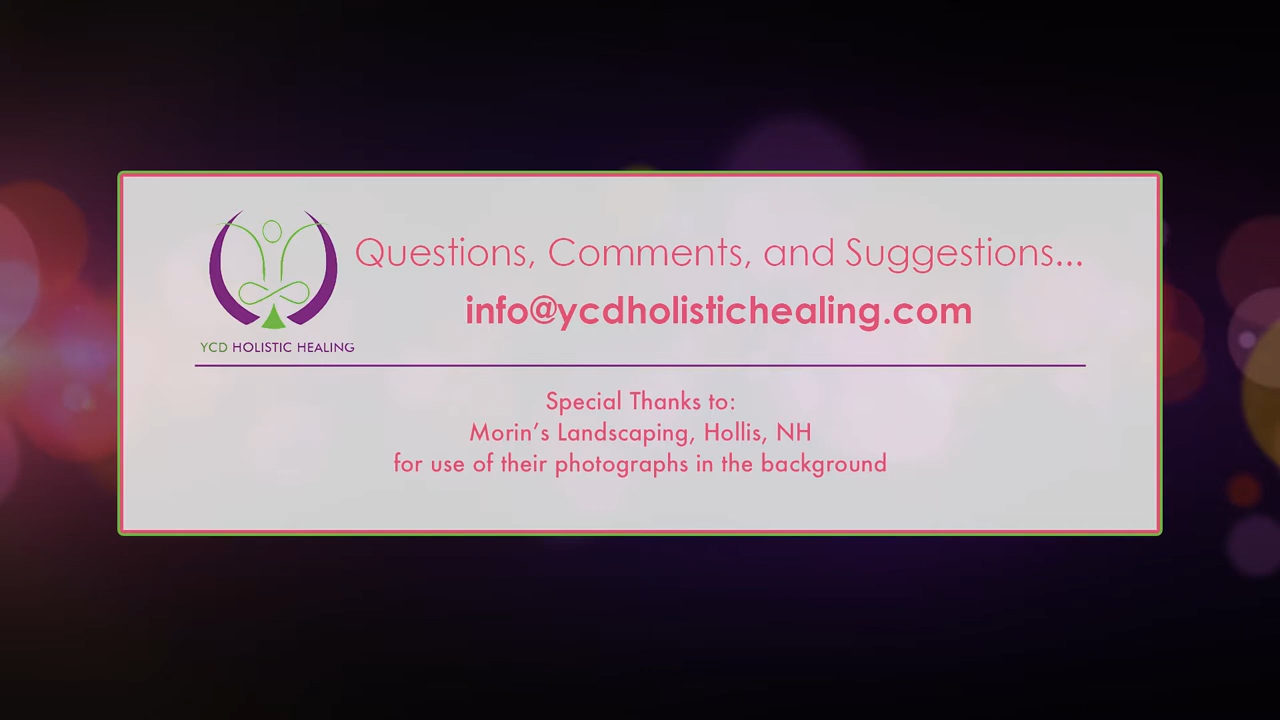 Questions, Comments, and Suggestions...
info@ycdholistichealing.com
YCD HOLISTIC HEALING
Special Thanks to:
Morin’s Landscaping, Hollis, NH
for use of their photographs in the background